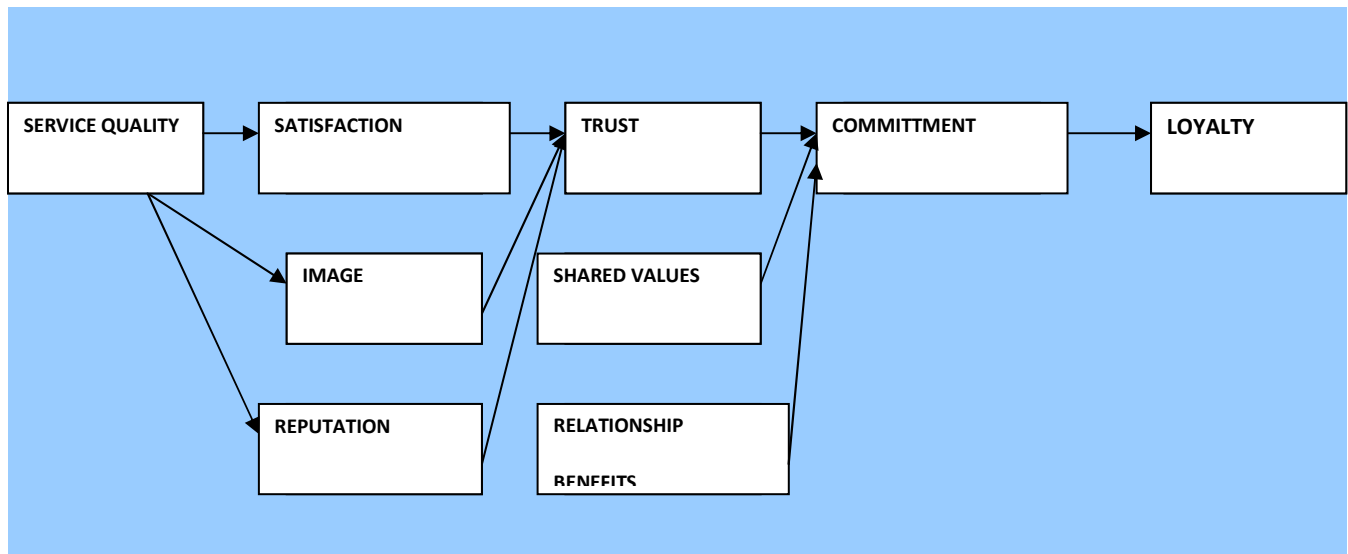 SERVICE QUALITY
SATISFACTION
TRUST
COMMITTMENT
LOYALTY
IMAGE
SHARED VALUES
REPUTATION
RELATIONSHIP
BENEFITS